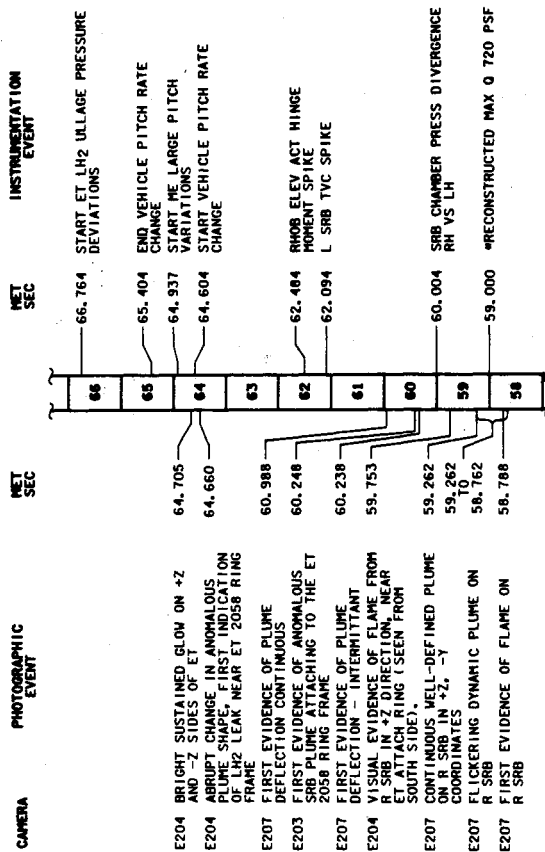 CAMERA
PHOTOGRAPHIC
EVENT
MET
SEC
MET
SEC
INSTRUMENTATION
EVENT
E204 BRIGHT SUSTAINED GLOW ON +Z
AND -Z SIDES OF ET
64.705
E204 ABRUPT CHANGE IN ANOMALOUS
PLUME SHAPE, FIRST INDICATION
OF LH2 LEAK NEAR ET 2058 RING
FRAME
64.660
E207 FIRST EVIDENCE OF PLUME
DEFLECTION CONTINUOUS
60.988
E203 FIRST EVIDENCE OF ANOMALOUS
SRB PLUME ATTACHING TO THE ET
2058 RING FRAME
60.248
E207 FIRST EVIDENCE OF PLUME
DEFLECTION - INTERMITTANT
60.238
E204 VISUAL EVIDENCE OF FLAME FROM
R SRB IN +Z DIRECTION, NEAR
ET ATTACH RING (SEEN FROM
SOUTH SIDE).
59.753
E207 CONTINUOUS WELL-DEFINED PLUME
ON R SRB IN +Z, -Y
COORDINATES
59.262
E207 FLICKERING DYNAMIC PLUME ON
R SRB
59.262
TO
58.762
E207 FIRST EVIDENCE OF FLAME ON
R SRB
58.788
66
65
64
63
62
61
60
59
58
66.764 START ET LH2 ULLAGE PRESSURE
DEVIATIONS
65.404 END VEHICLE PITCH RATE
CHANGE
64.937 START ME LARGE PITCH
VARIATIONS
64.604 START VEHICLE PITCH RATE
CHANGE
62.484 RHOB ELEV ACT HINGE
MOMENT SPIKE
62.094 L SRB TVC SPIKE
60.004 SRB CHAMBER PRESS DIVERGENCE
RH VS LH
59.000 *RECONSTRUCTED MAX Q 720 PSF